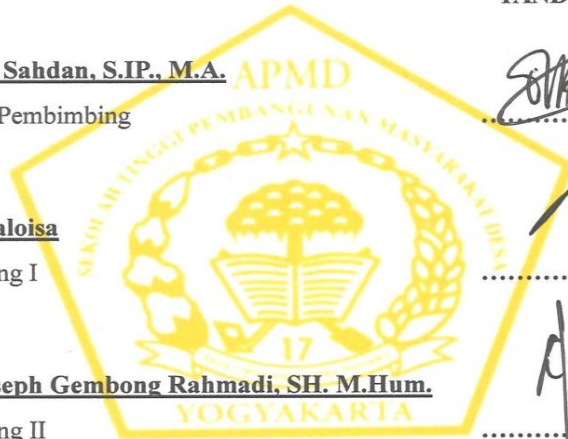 Sahdan, S.IP., M.A.
Pembimbing
aloisa
ng I
seph Gembong Rahmadi, SH. M.Hum.
ng II
APMD
SEKOLAH TINGGI PEMBANGUNAN MASYARAKAT DESA
17
YOGYAKARTA